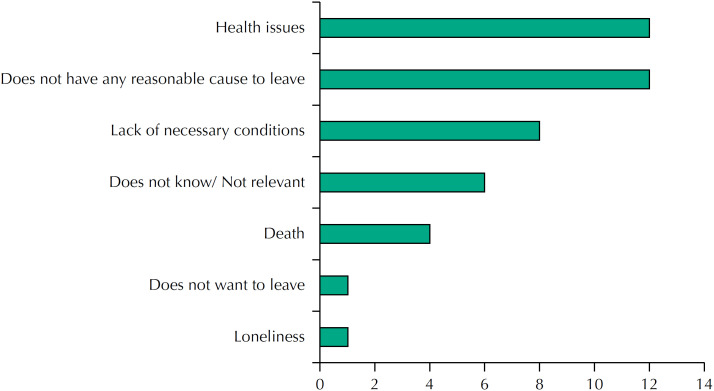 Health issues
Does not have any reasonable cause to leave
Lack of necessary conditions
Does not know/ Not relevant
Death
Does not want to leave
Loneliness
0 2 4 6 8 10 12 14